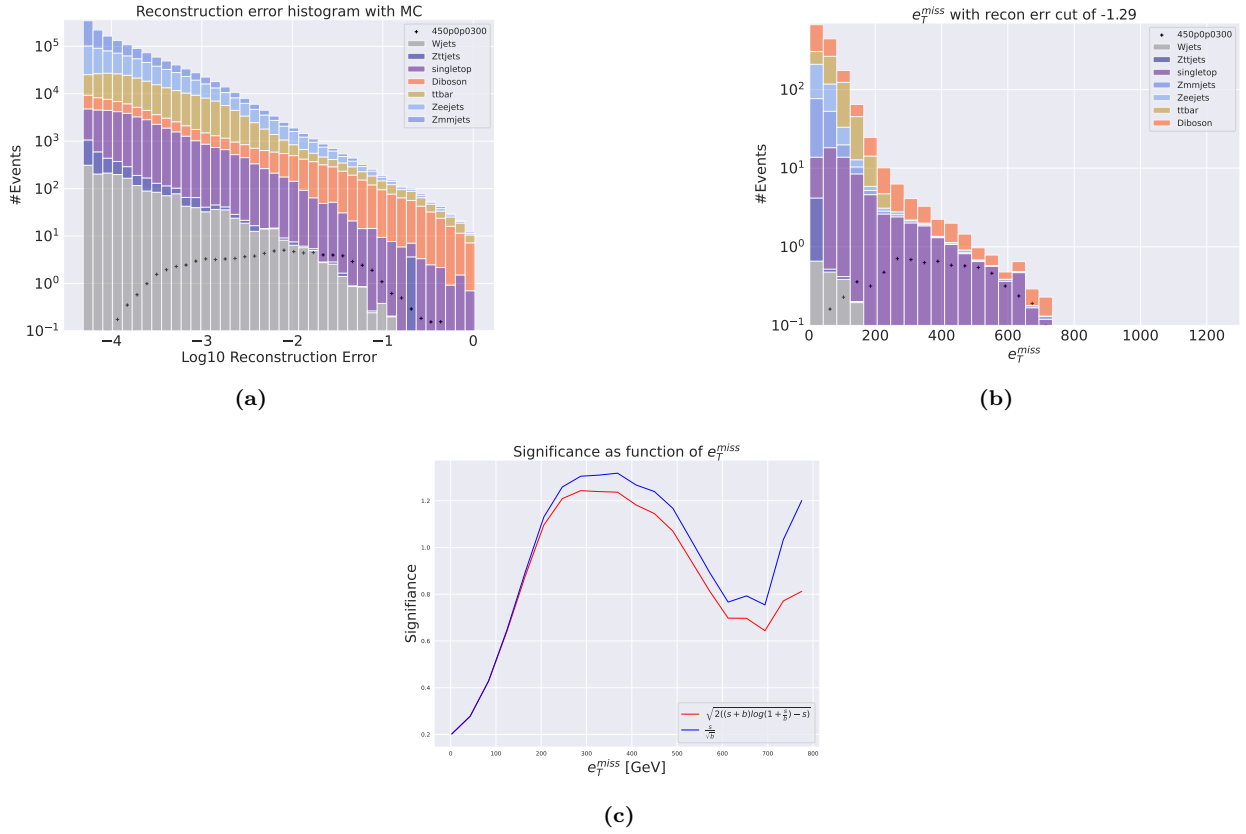 Reconstruction error histogram with MC
450p0p0300
Wjets
Zttjets
singletop
Diboson
ttbar
Zeejets
Zmmjets
#Events
10^5
10^4
10^3
10^2
10^1
10^0
10^−1
−4 −3 −2 −1 0
Log10 Reconstruction Error
(a)
e_T^miss with recon err cut of -1.29
450p0p0300
Wjets
Zttjets
singletop
Zmmjets
Zeejets
ttbar
Diboson
#Events
10^2
10^1
10^0
10^−1
0 200 400 600 800 1000 1200
e_T^miss
(b)
Significance as function of e_T^miss
Signifiance
1.2
1.0
0.8
0.6
0.4
0.2
√2((s + b)log(1 + s/b) − s)
s/√b
0 100 200 300 400 500 600 700 800
e_T^miss [GeV]
(c)